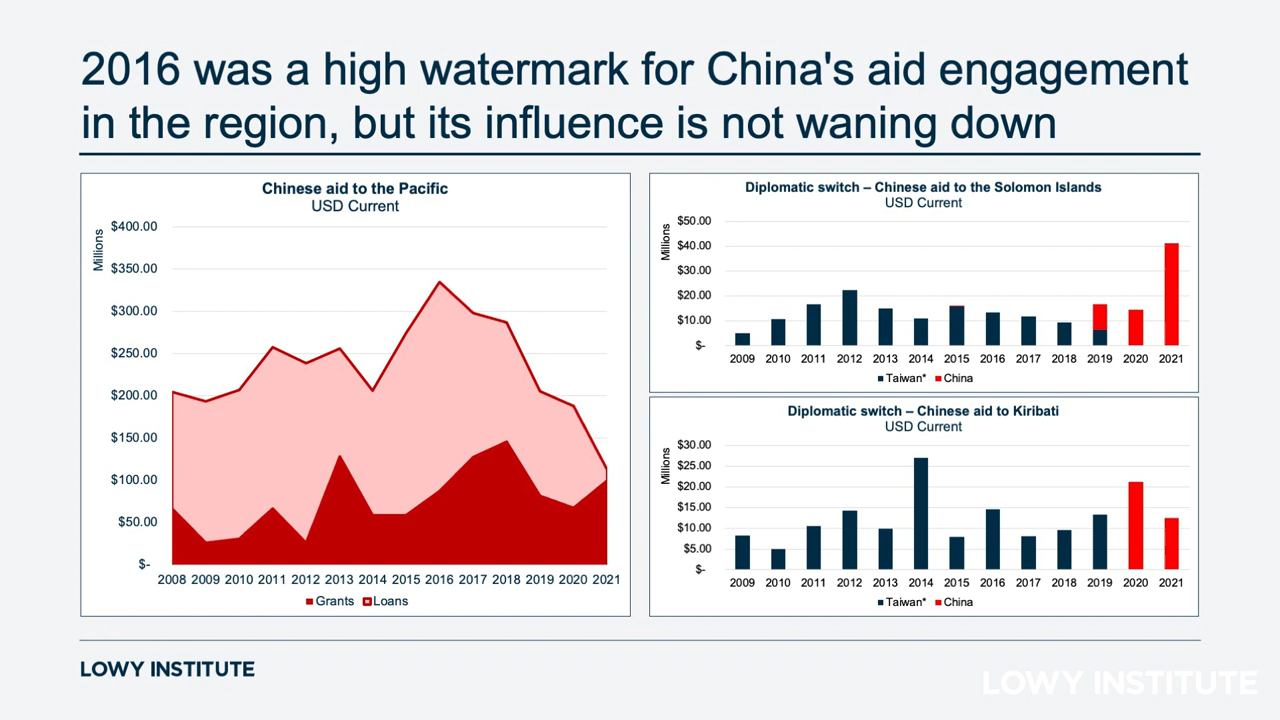 2016 was a high watermark for China's aid engagement
in the region, but its influence is not waning down
Chinese aid to the Pacific
USD Current
Millions
$400.00
$350.00
$300.00
$250.00
$200.00
$150.00
$100.00
$50.00
$-
2008 2009 2010 2011 2012 2013 2014 2015 2016 2017 2018 2019 2020 2021
Grants Loans
Diplomatic switch – Chinese aid to the Solomon Islands
USD Current
Millions
$50.00
$40.00
$30.00
$20.00
$10.00
$-
2009 2010 2011 2012 2013 2014 2015 2016 2017 2018 2019 2020 2021
Taiwan* China
Diplomatic switch – Chinese aid to Kiribati
USD Current
Millions
$30.00
$25.00
$20.00
$15.00
$10.00
$5.00
$-
2009 2010 2011 2012 2013 2014 2015 2016 2017 2018 2019 2020 2021
Taiwan* China
LOWY INSTITUTE
LOWY INSTITUTE